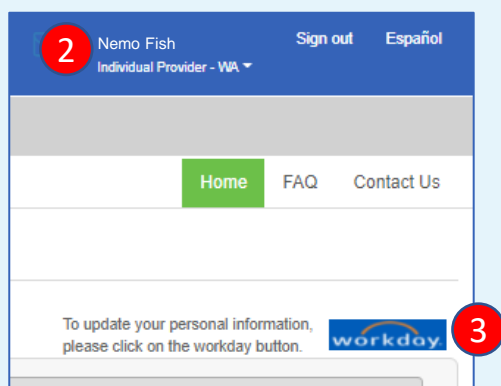 2
Nemo Fish
Sign out
Español
Individual Provider - WA
Home
FAQ
Contact Us
To update your personal information,
please click on the workday button.
workday.
3